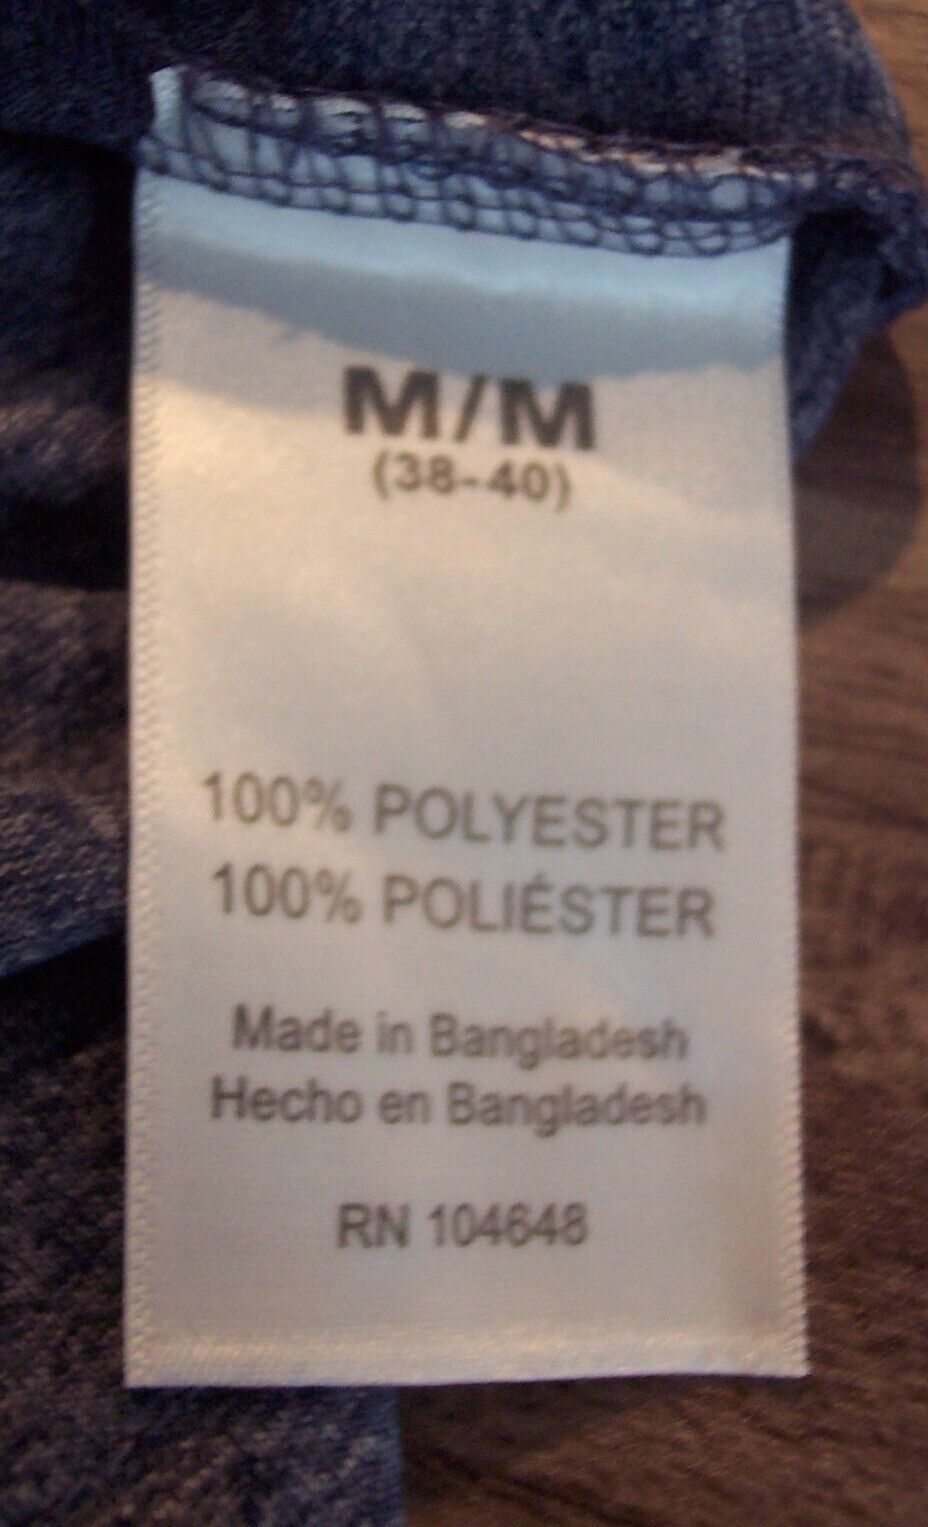 M/M
(38-40)
100% POLYESTER
100% POLIÉSTER
Made in Bangladesh
Hecho en Bangladesh
RN 104648